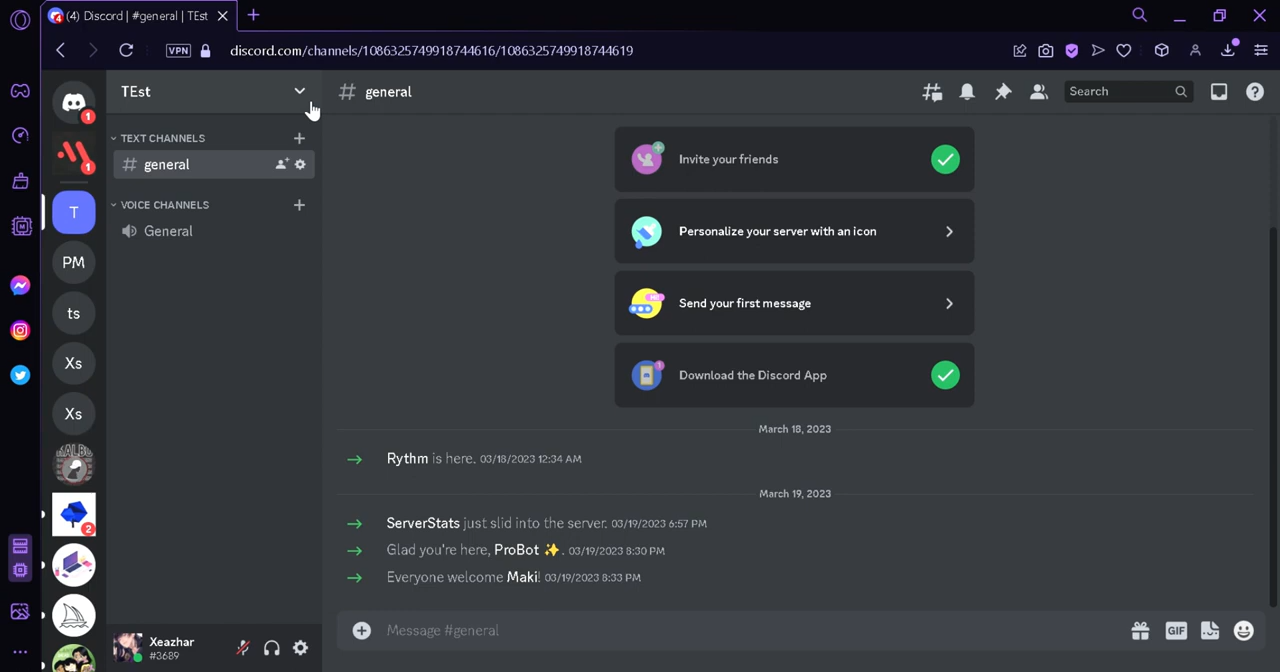 (4) Discord | #general | TEst
VPN discord.com/channels/1086325749918744616/1086325749918744619
1
1
T
PM
ts
Xs
Xs
2
TEst
TEXT CHANNELS
general
VOICE CHANNELS
General
Xeazhar
#3689
general
Search
Invite your friends
Personalize your server with an icon
Send your first message
Download the Discord App
March 18, 2023
Rythm is here. 03/18/2023 12:34 AM
March 19, 2023
ServerStats just slid into the server. 03/19/2023 6:57 PM
Glad you're here, ProBot ✨. 03/19/2023 8:30 PM
Everyone welcome Maki! 03/19/2023 8:33 PM
Message #general
GIF